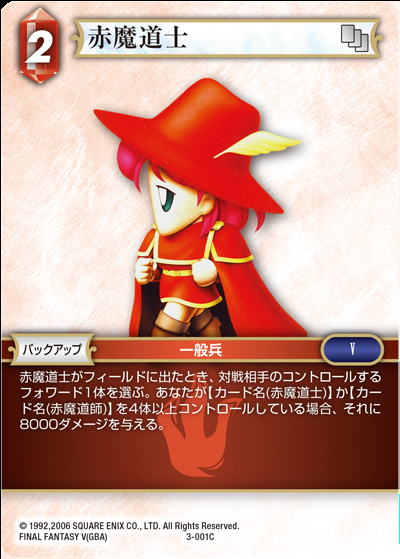 2
赤魔道士
バックアップ
一般兵
V
赤魔道士がフィールドに出たとき、対戦相手のコントロールする
フォワード1体を選ぶ。あなたが【カード名(赤魔道士)】か【カー
ド名(赤魔道師)】を4体以上コントロールしている場合、それに
8000ダメージを与える。
© 1992,2006 SQUARE ENIX CO., LTD. All Rights Reserved.
FINAL FANTASY V(GBA)
3-001C